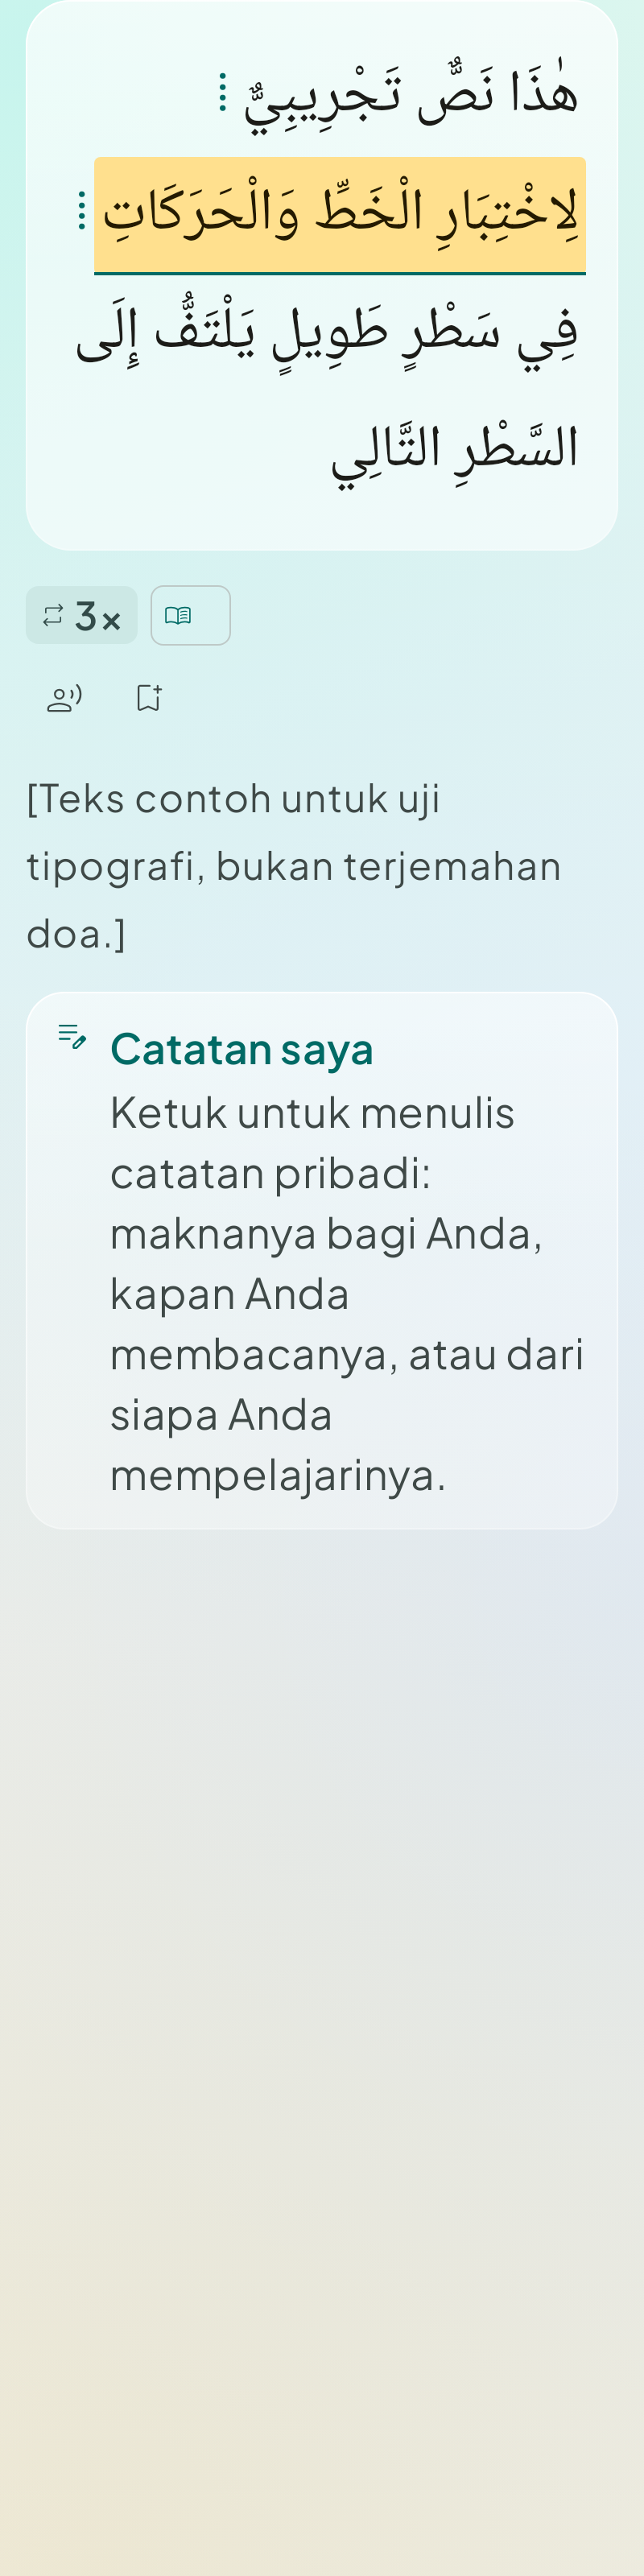 هٰذَا نَصٌّ تَجْرِيبِيٌّ ⁞
لِاخْتِبَارِ الْخَطِّ وَالْحَرَكَاتِ ⁞
فِي سَطْرٍ طَوِيلٍ يَلْتَفُّ إِلَى
السَّطْرِ التَّالِي
3×
[Teks contoh untuk uji
tipografi, bukan terjemahan
doa.]
Catatan saya
Ketuk untuk menulis
catatan pribadi:
maknanya bagi Anda,
kapan Anda
membacanya, atau dari
siapa Anda
mempelajarinya.